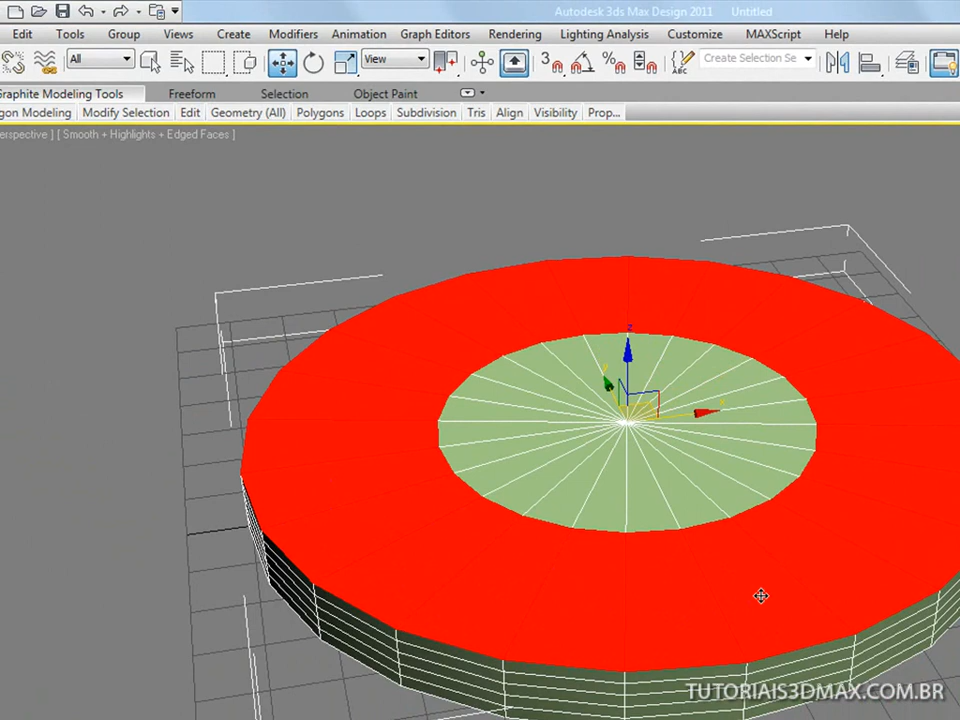 Autodesk 3ds Max Design 2011 Untitled
Edit Tools Group Views Create Modifiers Animation Graph Editors Rendering Lighting Analysis Customize MAXScript Help
All View 3 Create Selection Se
Graphite Modeling Tools Freeform Selection Object Paint
gon Modeling Modify Selection Edit Geometry (All) Polygons Loops Subdivision Tris Align Visibility Prop...
erspective ] [ Smooth + Highlights + Edged Faces ]
z
y
x
TUTORIAIS3DMAX.COM.BR